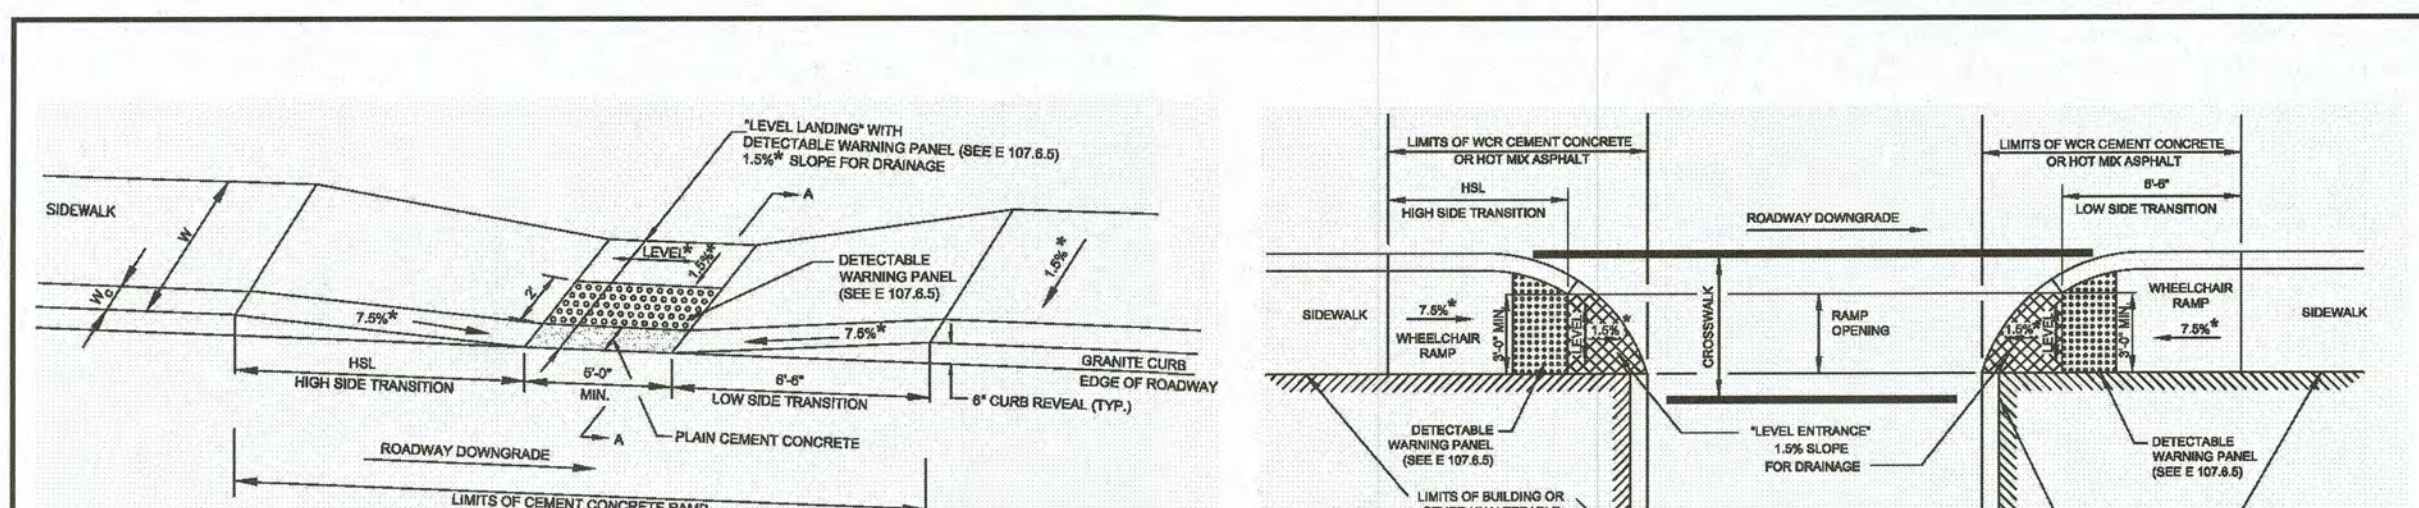 "LEVEL LANDING" WITH
DETECTABLE WARNING PANEL (SEE E 107.6.5)
1.5%* SLOPE FOR DRAINAGE
A
SIDEWALK
W
Wc
LEVEL*
1.5%*
2'
DETECTABLE
WARNING PANEL
(SEE E 107.6.5)
1.5%*
7.5%*
7.5%*
HSL
HIGH SIDE TRANSITION
5'-0"
MIN.
6'-6"
LOW SIDE TRANSITION
GRANITE CURB
EDGE OF ROADWAY
6" CURB REVEAL (TYP.)
A
PLAIN CEMENT CONCRETE
ROADWAY DOWNGRADE
LIMITS OF CEMENT CONCRETE RAMP
LIMITS OF WCR CEMENT CONCRETE
OR HOT MIX ASPHALT
LIMITS OF WCR CEMENT CONCRETE
OR HOT MIX ASPHALT
HSL
HIGH SIDE TRANSITION
6'-6"
LOW SIDE TRANSITION
ROADWAY DOWNGRADE
SIDEWALK
7.5%*
WHEELCHAIR
RAMP
3'-0" MIN.
LEVEL
1.5%*
CROSSWALK
RAMP
OPENING
1.5%*
LEVEL
3'-0" MIN.
WHEELCHAIR
RAMP
7.5%*
SIDEWALK
DETECTABLE
WARNING PANEL
(SEE E 107.6.5)
"LEVEL ENTRANCE"
1.5% SLOPE
FOR DRAINAGE
DETECTABLE
WARNING PANEL
(SEE E 107.6.5)
LIMITS OF BUILDING OR